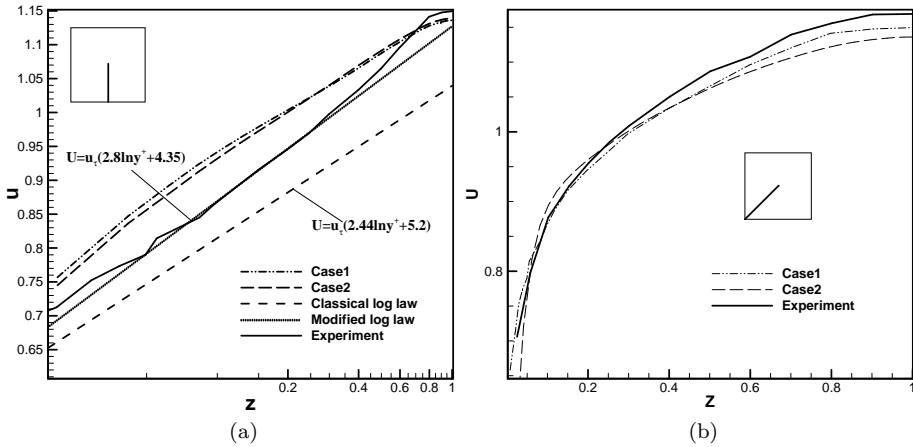 1.15
1.1
1.05
1
0.95
0.9
0.85
0.8
0.75
0.7
0.65
u
U=uτ(2.8lny⁺+4.35)
U=uτ(2.44lny⁺+5.2)
Case1
Case2
Classical log law
Modified log law
Experiment
0.2
0.4
0.6
0.8
1
z
(a)
U
1
0.8
Case1
Case2
Experiment
0.2
0.4
0.6
0.8
1
Z
(b)